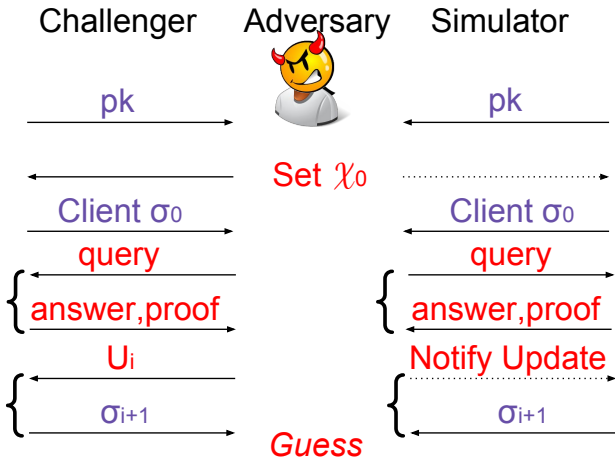 Challenger Adversary Simulator
pk pk
Set χ₀
Client σ₀ Client σ₀
query query
answer,proof answer,proof
Uᵢ Notify Update
σᵢ₊₁ σᵢ₊₁
Guess